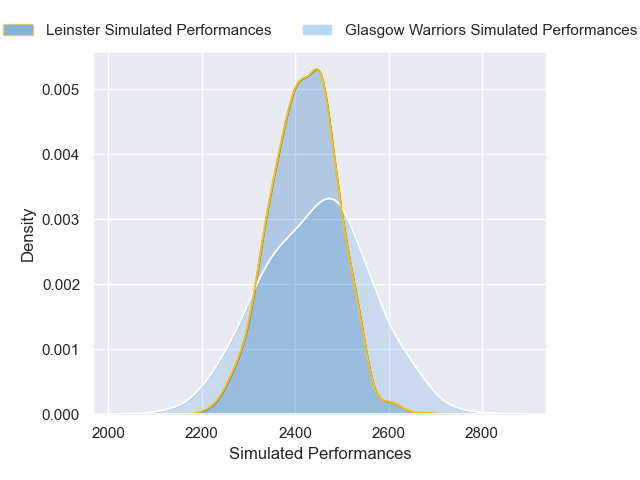 Leinster Simulated Performances
Glasgow Warriors Simulated Performances
0.005
0.004
0.003
0.002
0.001
0.000
Density
2000 2200 2400 2600 2800
Simulated Performances